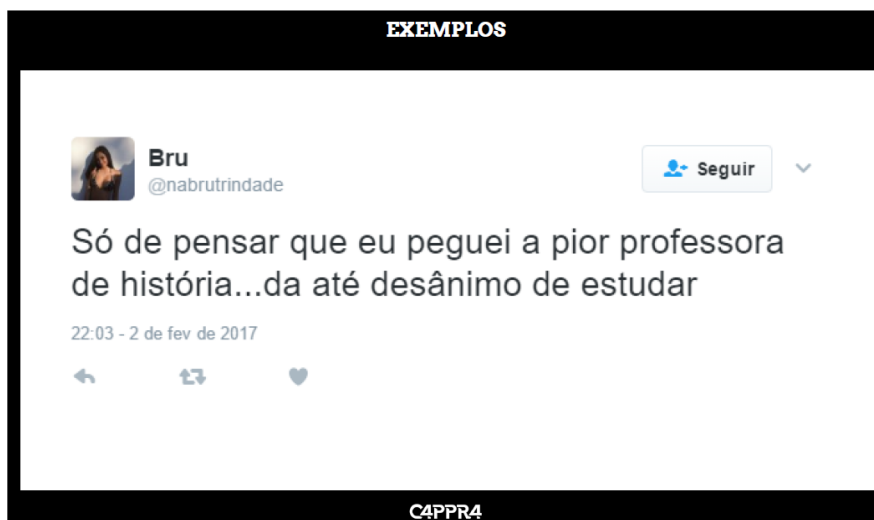 EXEMPLOS
Bru
@nabrutrindade
Seguir
Só de pensar que eu peguei a pior professora
de história...da até desânimo de estudar
22:03 - 2 de fev de 2017
C4PPR4